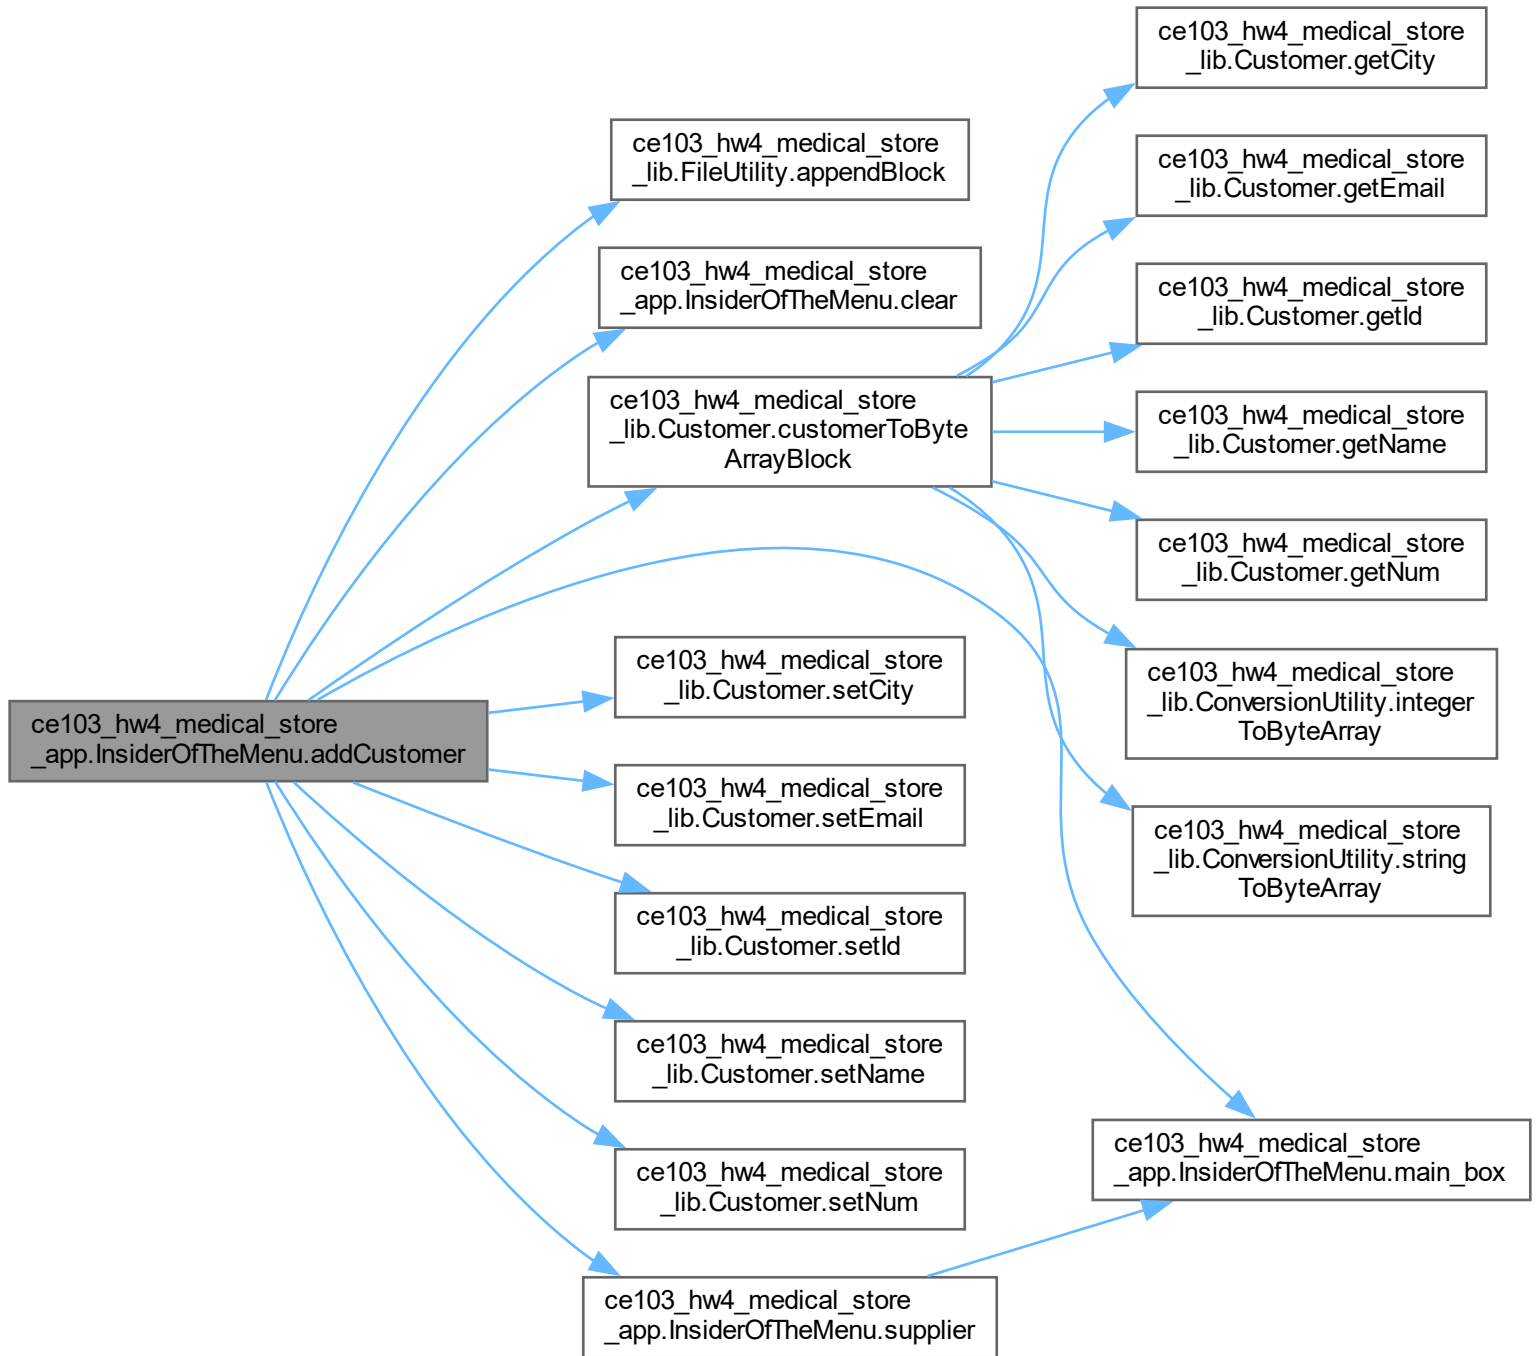 ce103_hw4_medical_store
_app.InsiderOfTheMenu.addCustomer
ce103_hw4_medical_store
_lib.FileUtility.appendBlock
ce103_hw4_medical_store
_app.InsiderOfTheMenu.clear
ce103_hw4_medical_store
_lib.Customer.customerToByte
ArrayBlock
ce103_hw4_medical_store
_lib.Customer.setCity
ce103_hw4_medical_store
_lib.Customer.setEmail
ce103_hw4_medical_store
_lib.Customer.setId
ce103_hw4_medical_store
_lib.Customer.setName
ce103_hw4_medical_store
_lib.Customer.setNum
ce103_hw4_medical_store
_app.InsiderOfTheMenu.supplier
ce103_hw4_medical_store
_lib.Customer.getCity
ce103_hw4_medical_store
_lib.Customer.getEmail
ce103_hw4_medical_store
_lib.Customer.getId
ce103_hw4_medical_store
_lib.Customer.getName
ce103_hw4_medical_store
_lib.Customer.getNum
ce103_hw4_medical_store
_lib.ConversionUtility.integer
ToByteArray
ce103_hw4_medical_store
_lib.ConversionUtility.string
ToByteArray
ce103_hw4_medical_store
_app.InsiderOfTheMenu.main_box